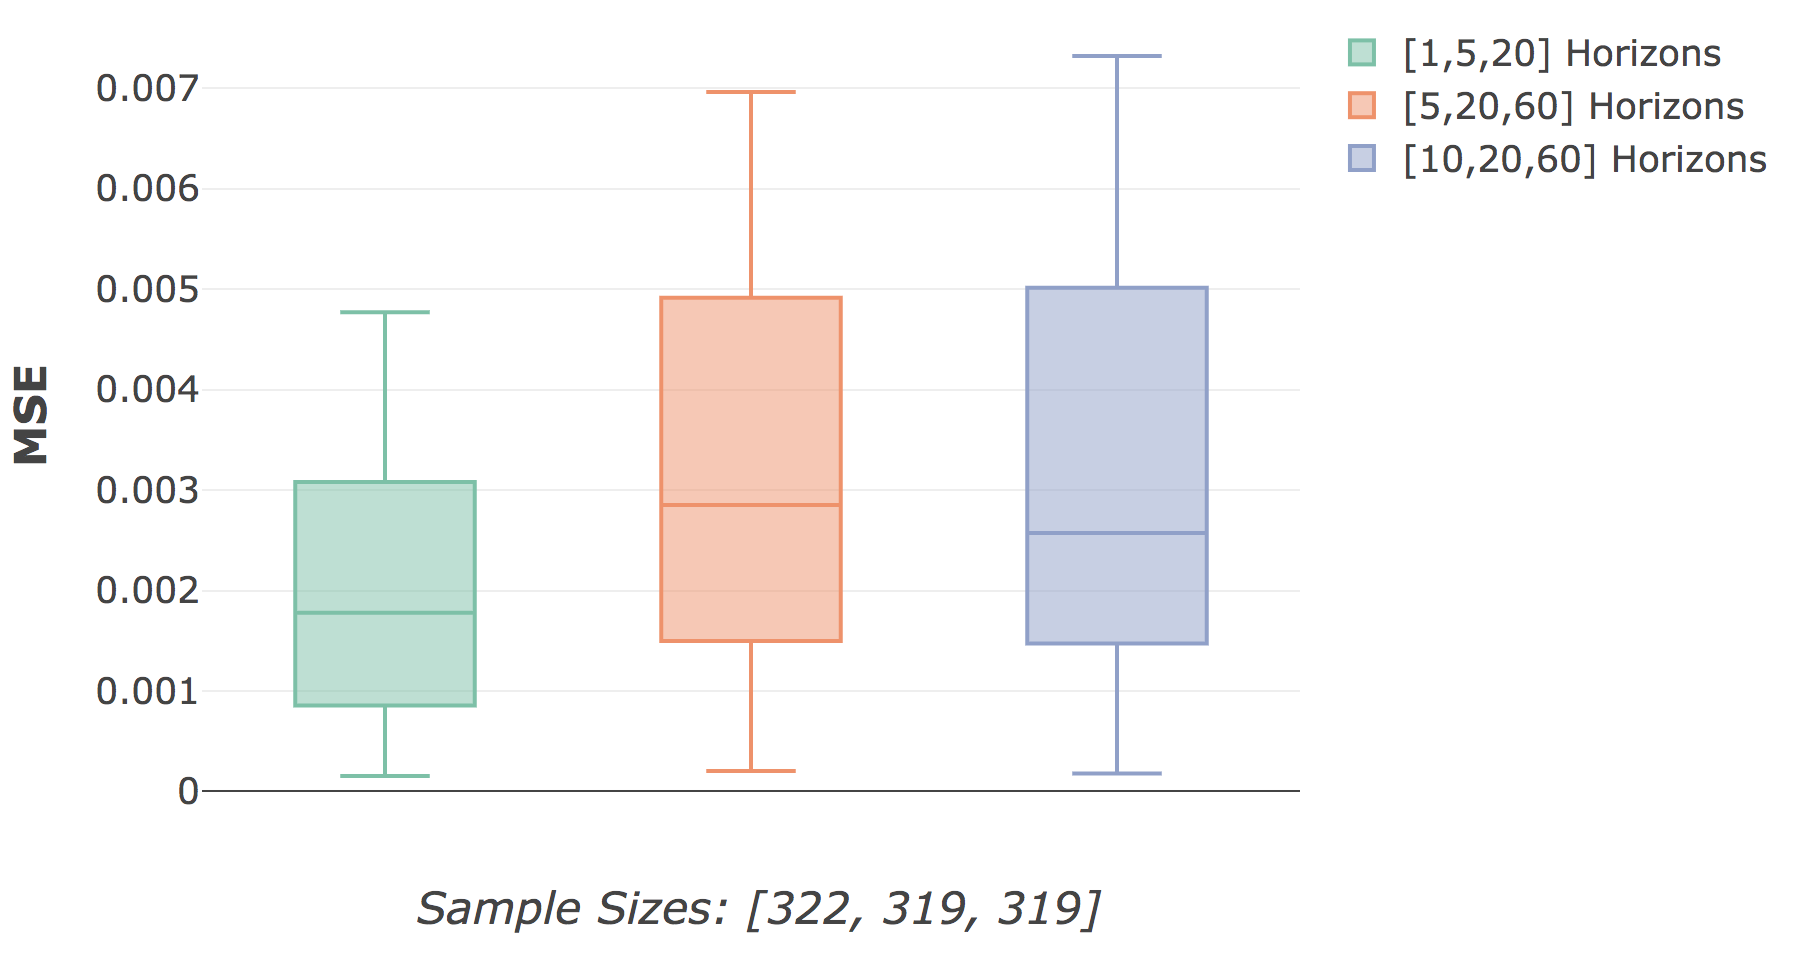 [1,5,20] Horizons
[5,20,60] Horizons
[10,20,60] Horizons
MSE
0.007
0.006
0.005
0.004
0.003
0.002
0.001
0
Sample Sizes: [322, 319, 319]